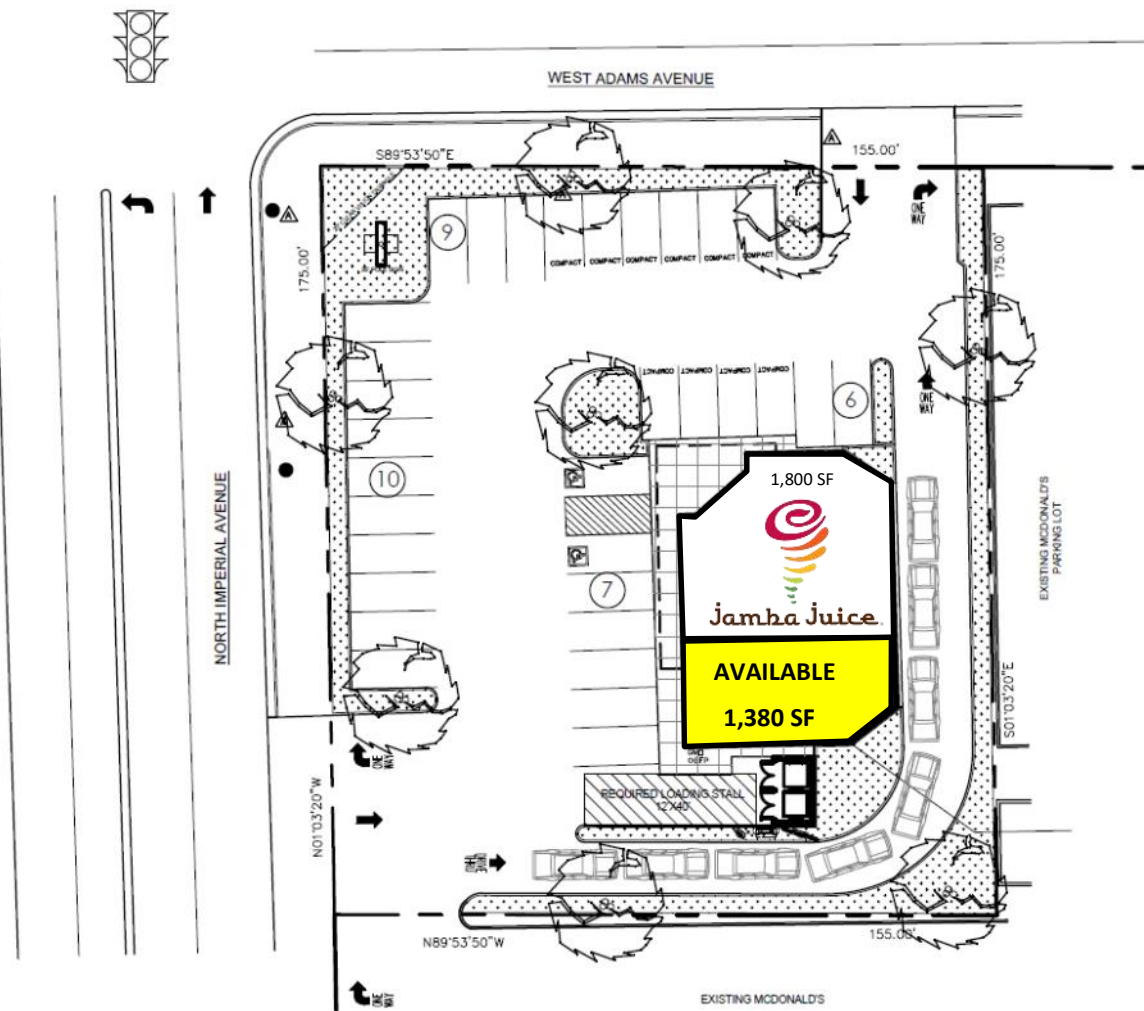 WEST ADAMS AVENUE
S89°53'50"E
155.00'
ONE WAY
9
175.00'
175.00'
COMPACT COMPACT COMPACT COMPACT COMPACT COMPACT
COMPACT COMPACT COMPACT COMPACT
6
ONE WAY
NORTH IMPERIAL AVENUE
10
1,800 SF
Jamba Juice
7
EXISTING MCDONALD'S
PARKING LOT
AVAILABLE
1,380 SF
S01°03'20"E
ONE WAY
N01°03'20"W
REQUIRED LOADING STALL
12'X40'
DRIVE THRU
N89°53'50"W
155.00'
ONE WAY
EXISTING MCDONALD'S